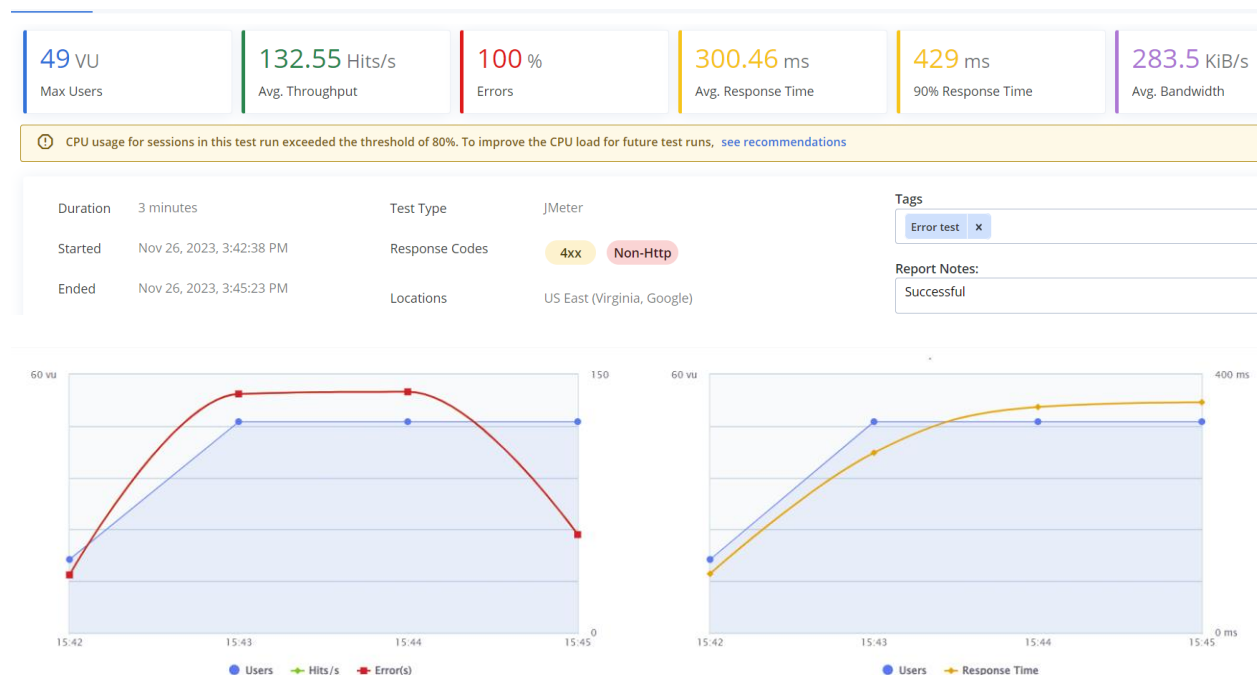 49 VU
Max Users
132.55 Hits/s
Avg. Throughput
100 %
Errors
300.46 ms
Avg. Response Time
429 ms
90% Response Time
283.5 KiB/s
Avg. Bandwidth
CPU usage for sessions in this test run exceeded the threshold of 80%. To improve the CPU load for future test runs, see recommendations
Duration 3 minutes
Started Nov 26, 2023, 3:42:38 PM
Ended Nov 26, 2023, 3:45:23 PM
Test Type JMeter
Response Codes 4xx Non-Http
Locations US East (Virginia, Google)
Tags
Error test x
Report Notes:
Successful
60 vu
150
0
15:42 15:43 15:44 15:45
Users Hits/s Error(s)
60 vu
400 ms
0 ms
15:42 15:43 15:44 15:45
Users Response Time